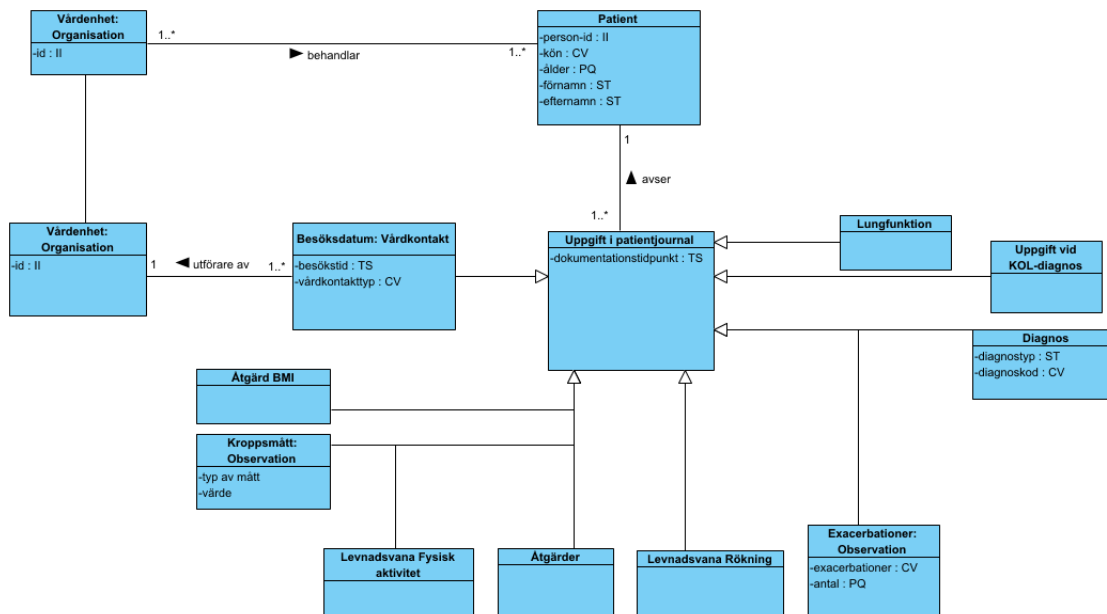 Vårdenhet:
Organisation
-id : II
1..*
behandlar
1..*
Patient
-person-id : II
-kön : CV
-ålder : PQ
-förnamn : ST
-efternamn : ST
1
avser
1..*
Vårdenhet:
Organisation
-id : II
1
utförare av
1..*
Besöksdatum: Vårdkontakt
-besökstid : TS
-vårdkontakttyp : CV
Uppgift i patientjournal
-dokumentationstidpunkt : TS
Lungfunktion
Uppgift vid
KOL-diagnos
Diagnos
-diagnostyp : ST
-diagnoskod : CV
Åtgärd BMI
Kroppsmått:
Observation
-typ av mått
-värde
Levnadsvana Fysisk
aktivitet
Åtgärder
Levnadsvana Rökning
Exacerbationer:
Observation
-exacerbationer : CV
-antal : PQ